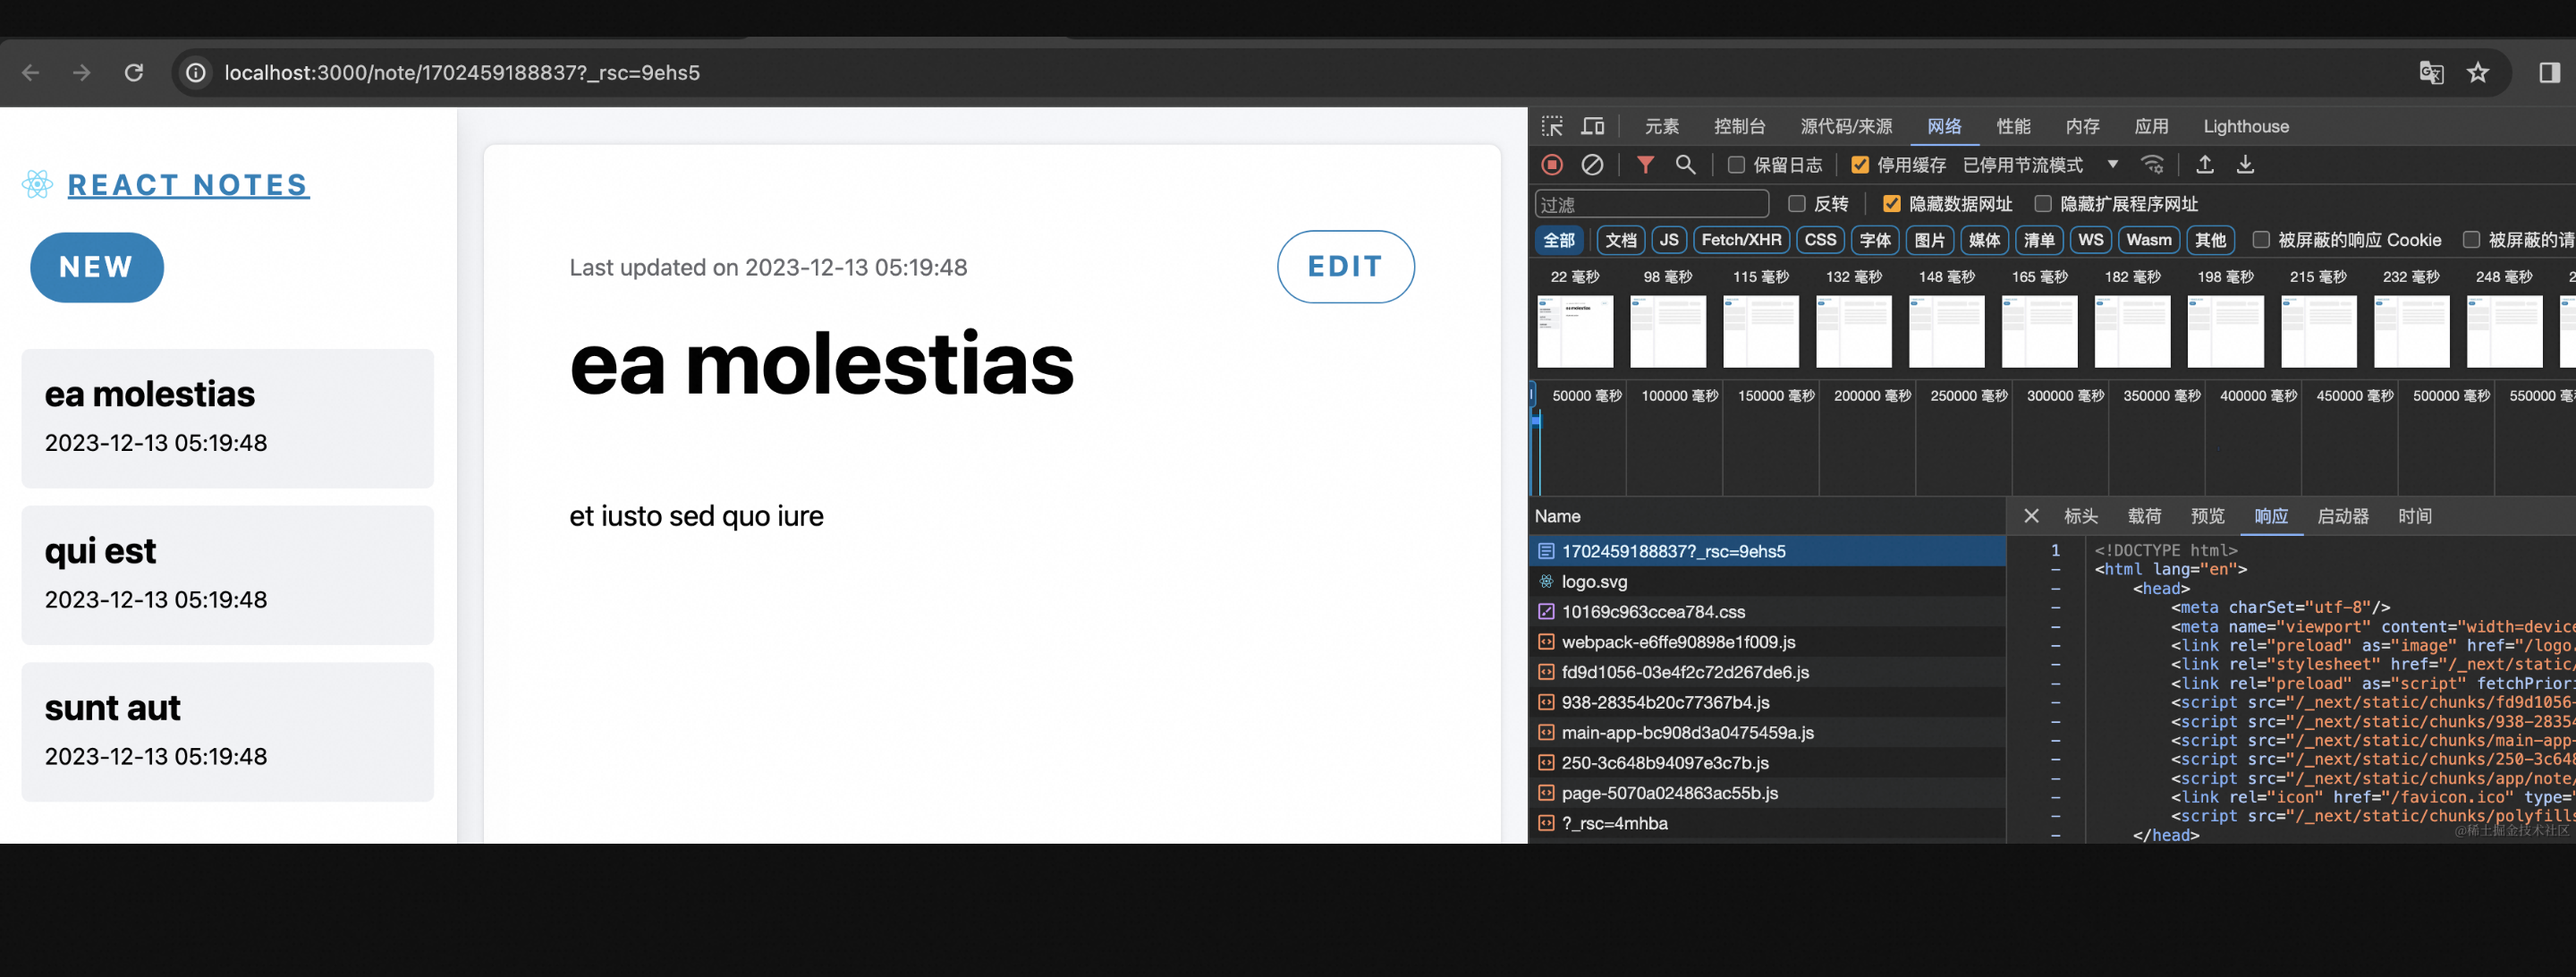 localhost:3000/note/1702459188837?_rsc=9ehs5
REACT NOTES
NEW
ea molestias
2023-12-13 05:19:48
qui est
2023-12-13 05:19:48
sunt aut
2023-12-13 05:19:48
Last updated on 2023-12-13 05:19:48
EDIT
ea molestias
et iusto sed quo iure
元素 控制台 源代码/来源 网络 性能 内存 应用 Lighthouse
保留日志 停用缓存 已停用节流模式
过滤 反转 隐藏数据网址 隐藏扩展程序网址
全部 文档 JS Fetch/XHR CSS 字体 图片 媒体 清单 WS Wasm 其他 被屏蔽的响应 Cookie 被屏蔽的请
22 毫秒 98 毫秒 115 毫秒 132 毫秒 148 毫秒 165 毫秒 182 毫秒 198 毫秒 215 毫秒 232 毫秒 248 毫秒 2
50000 毫秒 100000 毫秒 150000 毫秒 200000 毫秒 250000 毫秒 300000 毫秒 350000 毫秒 400000 毫秒 450000 毫秒 500000 毫秒 550000 毫
Name
1702459188837?_rsc=9ehs5
logo.svg
10169c963ccea784.css
webpack-e6ffe90898e1f009.js
fd9d1056-03e4f2c72d267de6.js
938-28354b20c77367b4.js
main-app-bc908d3a0475459a.js
250-3c648b94097e3c7b.js
page-5070a024863ac55b.js
?_rsc=4mhba
标头 载荷 预览 响应 启动器 时间
1 <!DOCTYPE html>
- <html lang="en">
- <head>
- <meta charSet="utf-8"/>
- <meta name="viewport" content="width=device
- <link rel="preload" as="image" href="/logo.
- <link rel="stylesheet" href="/_next/static/
- <link rel="preload" as="script" fetchPrior
- <script src="/_next/static/chunks/fd9d1056-
- <script src="/_next/static/chunks/938-28354
- <script src="/_next/static/chunks/main-app-
- <script src="/_next/static/chunks/250-3c648
- <script src="/_next/static/chunks/app/note/
- <link rel="icon" href="/favicon.ico" type="
- <script src="/_next/static/chunks/polyfills
- </head>
@稀土掘金技术社区